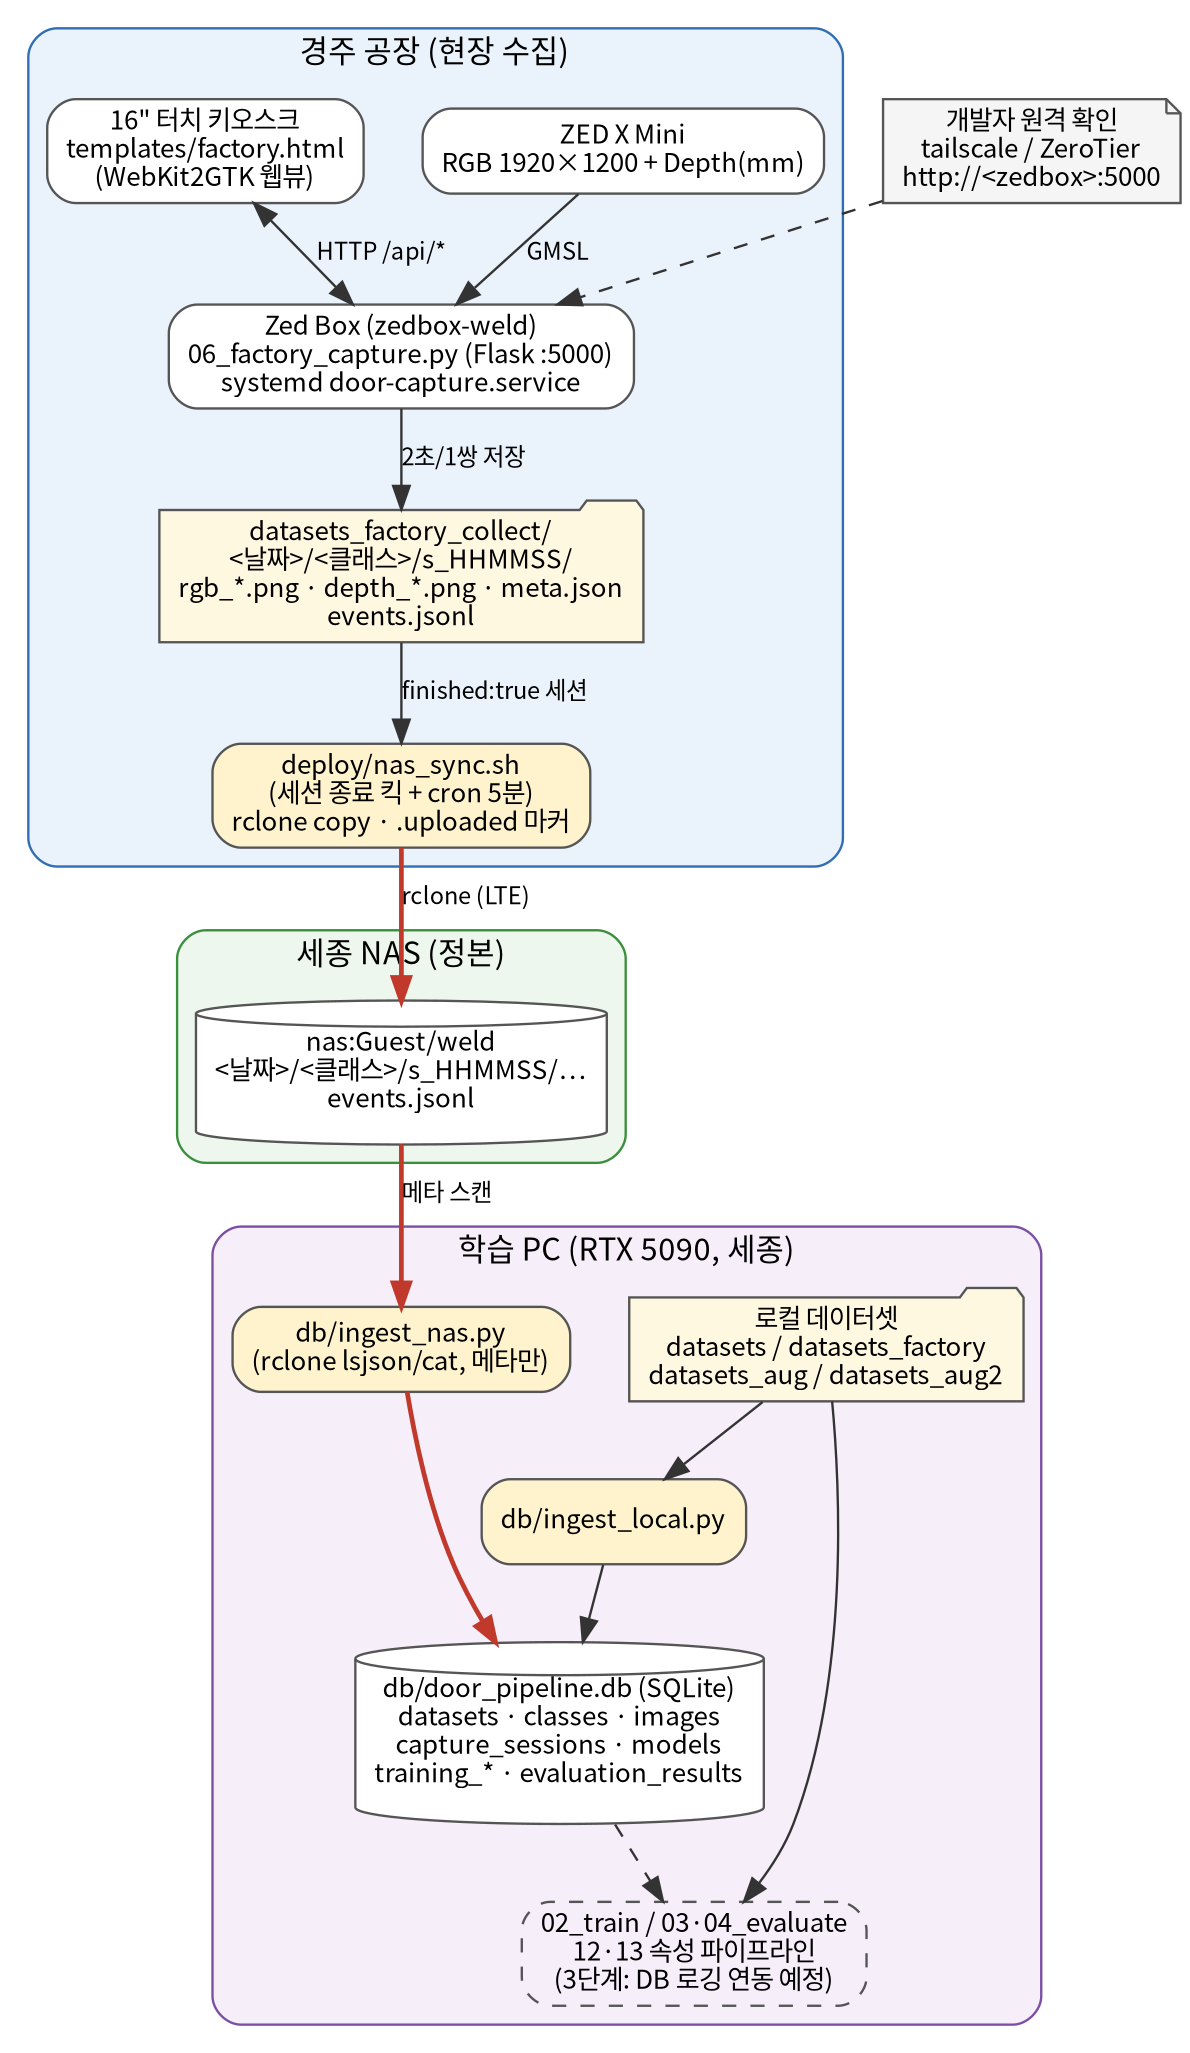 경주 공장 (현장 수집)
16" 터치 키오스크
templates/factory.html
(WebKit2GTK 웹뷰)
ZED X Mini
RGB 1920×1200 + Depth(mm)
개발자 원격 확인
tailscale / ZeroTier
http://<zedbox>:5000
HTTP /api/*
GMSL
Zed Box (zedbox-weld)
06_factory_capture.py (Flask :5000)
systemd door-capture.service
2초/1쌍 저장
datasets_factory_collect/
<날짜>/<클래스>/s_HHMMSS/
rgb_*.png · depth_*.png · meta.json
events.jsonl
finished:true 세션
deploy/nas_sync.sh
(세션 종료 킥 + cron 5분)
rclone copy · .uploaded 마커
rclone (LTE)
세종 NAS (정본)
nas:Guest/weld
<날짜>/<클래스>/s_HHMMSS/…
events.jsonl
메타 스캔
학습 PC (RTX 5090, 세종)
db/ingest_nas.py
(rclone lsjson/cat, 메타만)
로컬 데이터셋
datasets / datasets_factory
datasets_aug / datasets_aug2
db/ingest_local.py
db/door_pipeline.db (SQLite)
datasets · classes · images
capture_sessions · models
training_* · evaluation_results
02_train / 03·04_evaluate
12·13 속성 파이프라인
(3단계: DB 로깅 연동 예정)